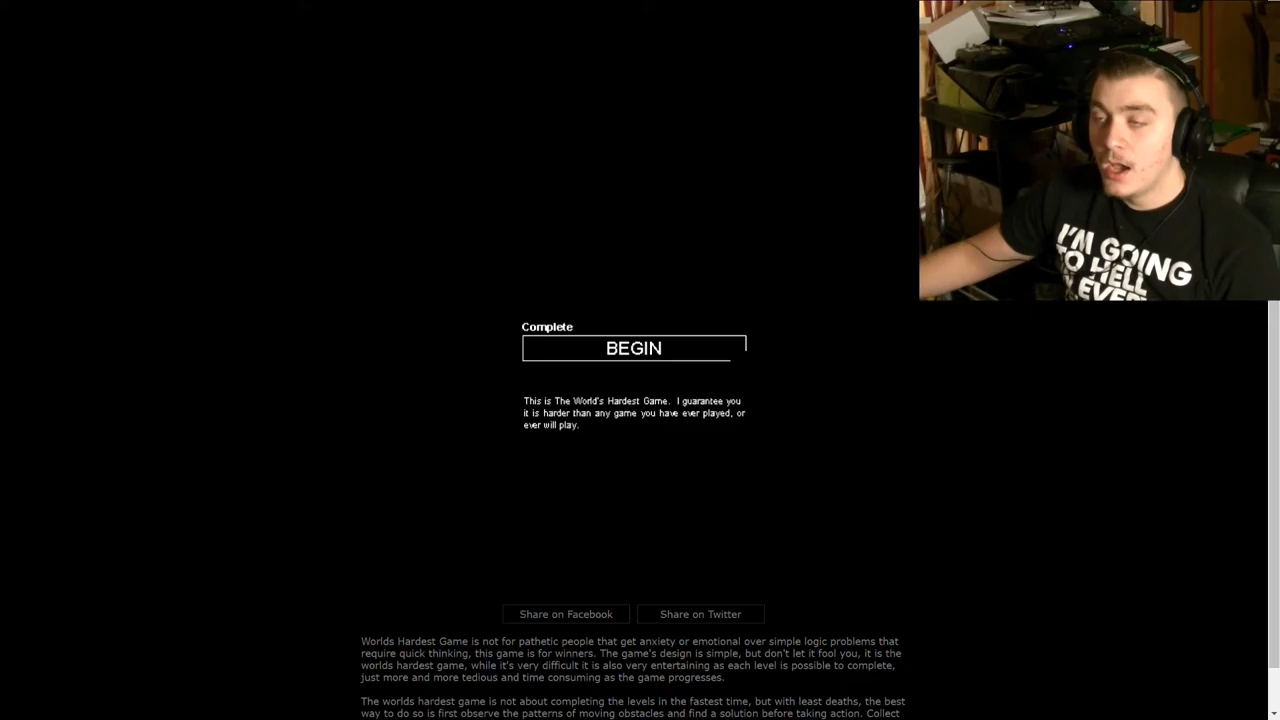 I'M GOING
TO HELL
EVERY
Complete
BEGIN
This is The World's Hardest Game. I guarantee you
it is harder than any game you have ever played, or
ever will play.
Share on Facebook
Share on Twitter
Worlds Hardest Game is not for pathetic people that get anxiety or emotional over simple logic problems that
require quick thinking, this game is for winners. The game's design is simple, but don't let it fool you, it is the
worlds hardest game, while it's very difficult it is also very entertaining as each level is possible to complete,
just more and more tedious and time consuming as the game progresses.
The worlds hardest game is not about completing the levels in the fastest time, but with least deaths, the best
way to do so is first observe the patterns of moving obstacles and find a solution before taking action. Collect